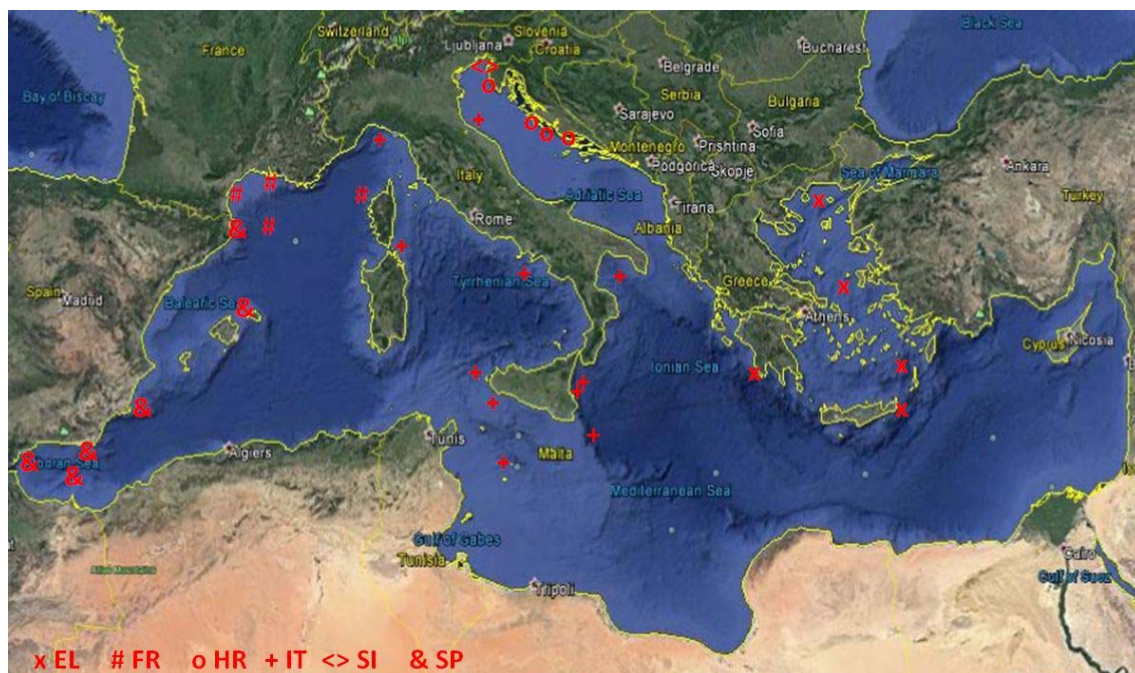 Black Sea
Switzerland
Slovenia
France
Ljubljana
Croatia
Bucharest
Belgrade
Bay of Biscay
<>
Serbia
Sarajevo
Bulgaria
Montenegro
Prishtina
Sofia
Podgorica
Skopje
Sea of Marmara
Ankara
Italy
Turkey
Adriatic Sea
Tirana
Rome
Albania
Spain
Madrid
Tyrrhenian Sea
Greece
Athens
Cyprus
Nicosia
Ionian Sea
Tunis
Algiers
Malta
Mediterranean Sea
Gulf of Gabes
Tunisia
Cairo
Gulf of Suez
Atlas Mountains
Tripoli
x EL # FR o HR + IT <> SI & SP